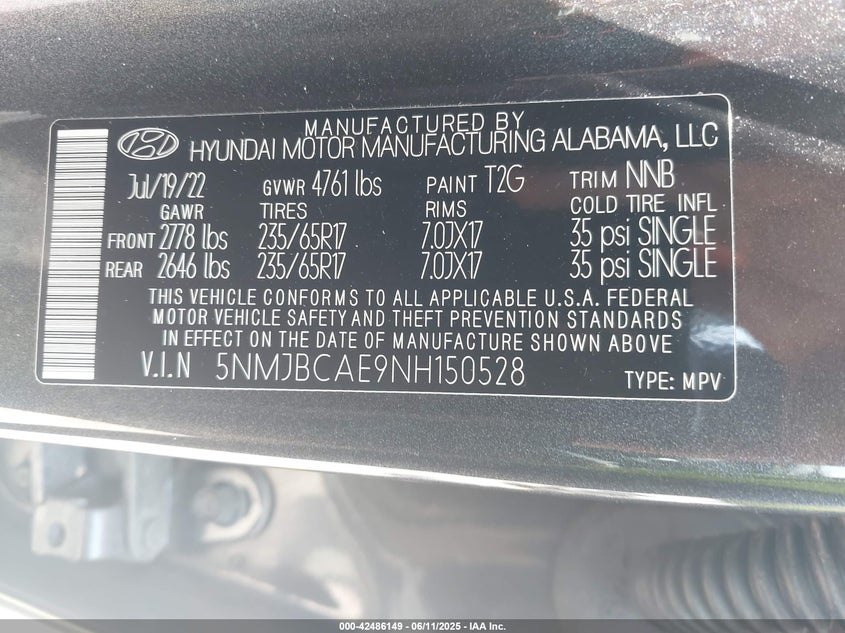 MANUFACTURED BY
HYUNDAI MOTOR MANUFACTURING ALABAMA, LLC
Jul/19/22 GVWR 4761 lbs PAINT T2G TRIM NNB
GAWR TIRES RIMS COLD TIRE INFL
FRONT 2778 lbs 235/65R17 7.0JX17 35 psi SINGLE
REAR 2646 lbs 235/65R17 7.0JX17 35 psi SINGLE
THIS VEHICLE CONFORMS TO ALL APPLICABLE U.S.A. FEDERAL
MOTOR VEHICLE SAFETY AND THEFT PREVENTION STANDARDS
IN EFFECT ON THE DATE OF MANUFACTURE SHOWN ABOVE
V.I.N 5NMJBCAE9NH150528 TYPE: MPV
000-42486149 - 06/11/2025 - IAA Inc.